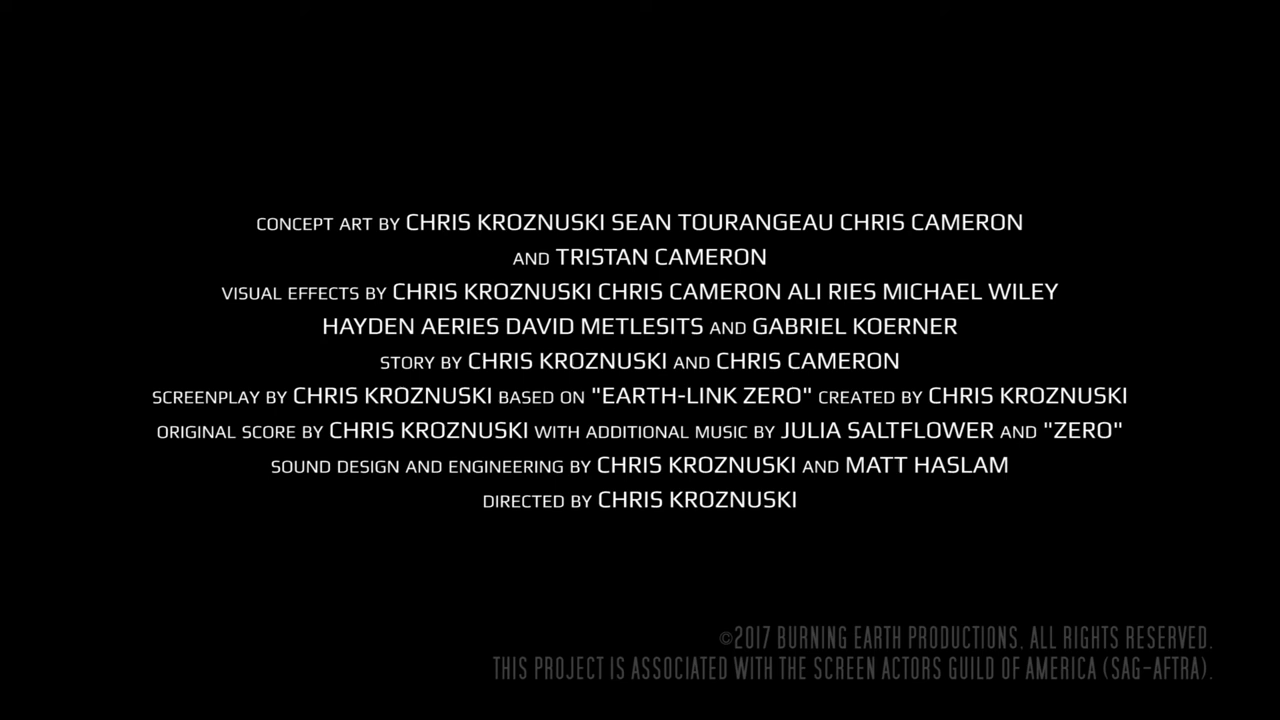 CONCEPT ART BY CHRIS KROZNUSKI SEAN TOURANGEAU CHRIS CAMERON
AND TRISTAN CAMERON
VISUAL EFFECTS BY CHRIS KROZNUSKI CHRIS CAMERON ALI RIES MICHAEL WILEY
HAYDEN AERIES DAVID METLESITS AND GABRIEL KOERNER
STORY BY CHRIS KROZNUSKI AND CHRIS CAMERON
SCREENPLAY BY CHRIS KROZNUSKI BASED ON "EARTH-LINK ZERO" CREATED BY CHRIS KROZNUSKI
ORIGINAL SCORE BY CHRIS KROZNUSKI WITH ADDITIONAL MUSIC BY JULIA SALTFLOWER AND "ZERO"
SOUND DESIGN AND ENGINEERING BY CHRIS KROZNUSKI AND MATT HASLAM
DIRECTED BY CHRIS KROZNUSKI
©2017 BURNING EARTH PRODUCTIONS, ALL RIGHTS RESERVED.
THIS PROJECT IS ASSOCIATED WITH THE SCREEN ACTORS GUILD OF AMERICA (SAG-AFTRA).